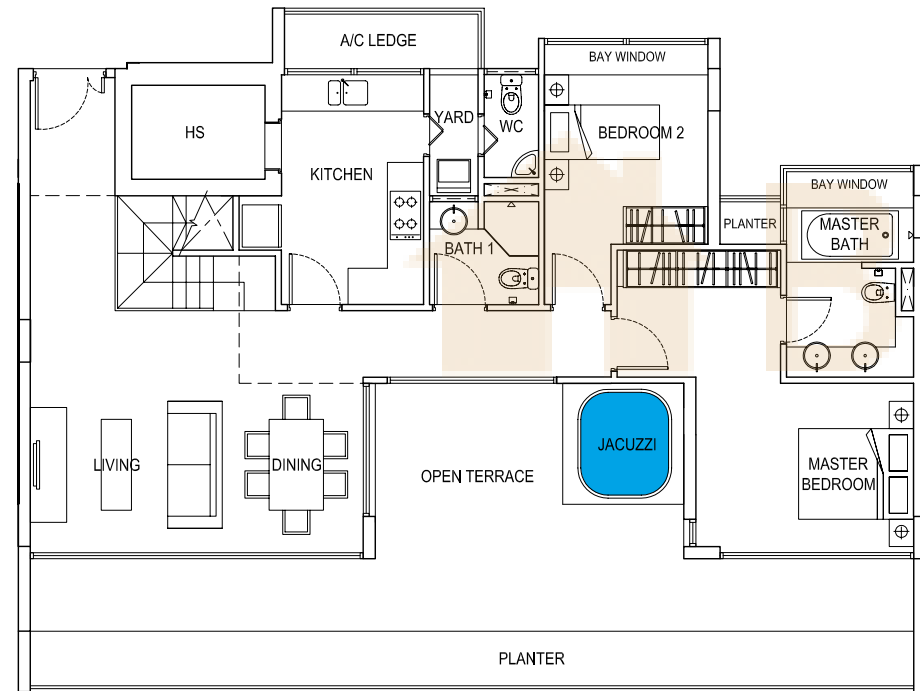 A/C LEDGE
BAY WINDOW
HS
YARD
WC
BEDROOM 2
KITCHEN
BAY WINDOW
PLANTER
MASTER
BATH
BATH 1
LIVING
DINING
OPEN TERRACE
JACUZZI
MASTER
BEDROOM
PLANTER